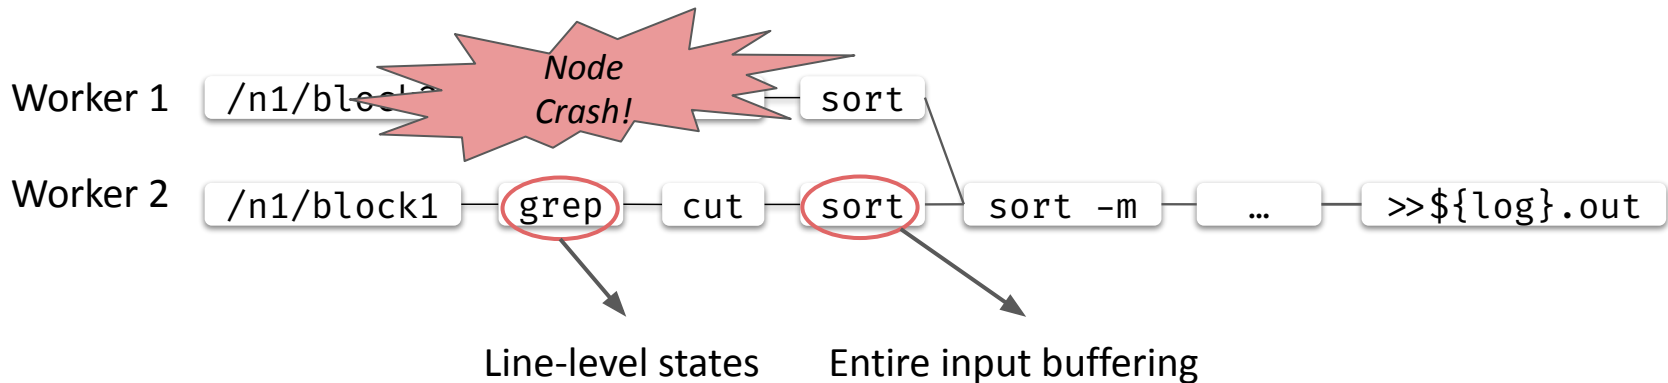 Node
Crash!
Worker 1 sort
Worker 2 /n1/block1 grep cut sort sort -m … >>${log}.out
Line-level states Entire input buffering